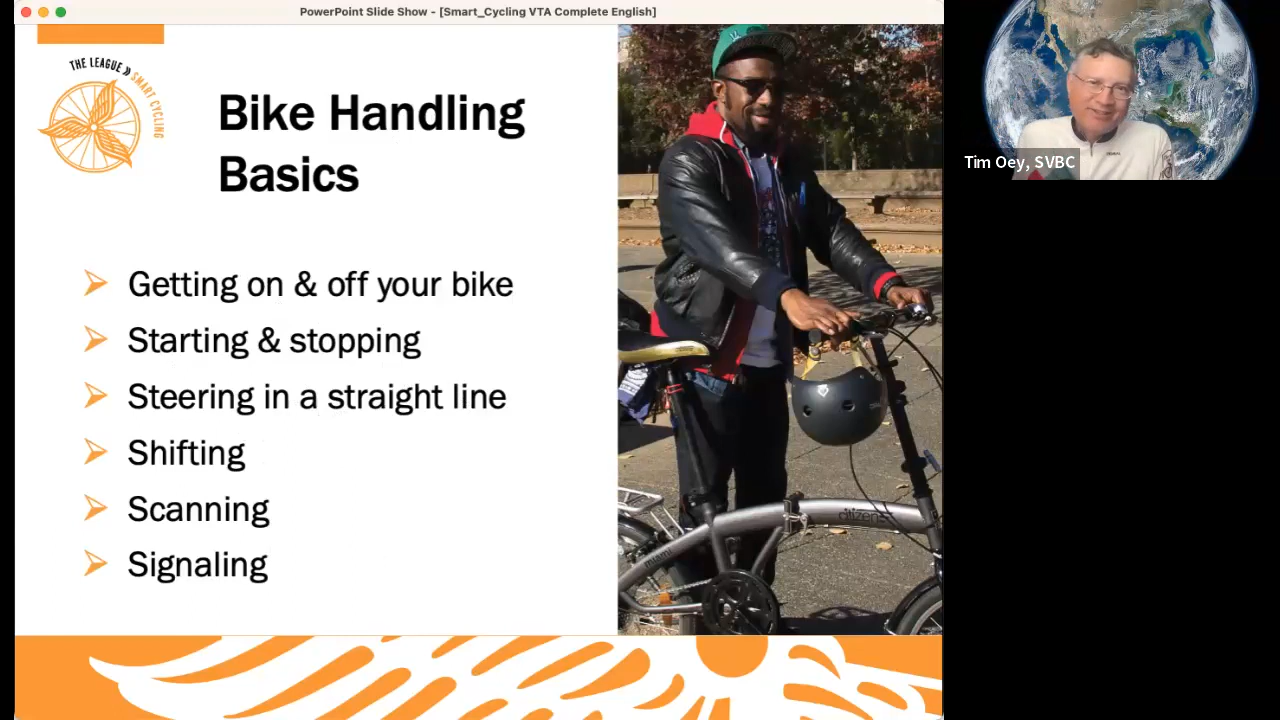 PowerPoint Slide Show - [Smart_Cycling VTA Complete English]
THE LEAGUE
SMART CYCLING
Bike Handling
Basics
Getting on & off your bike
Starting & stopping
Steering in a straight line
Shifting
Scanning
Signaling
citizen
MIAMI
Tim Oey, SVBC